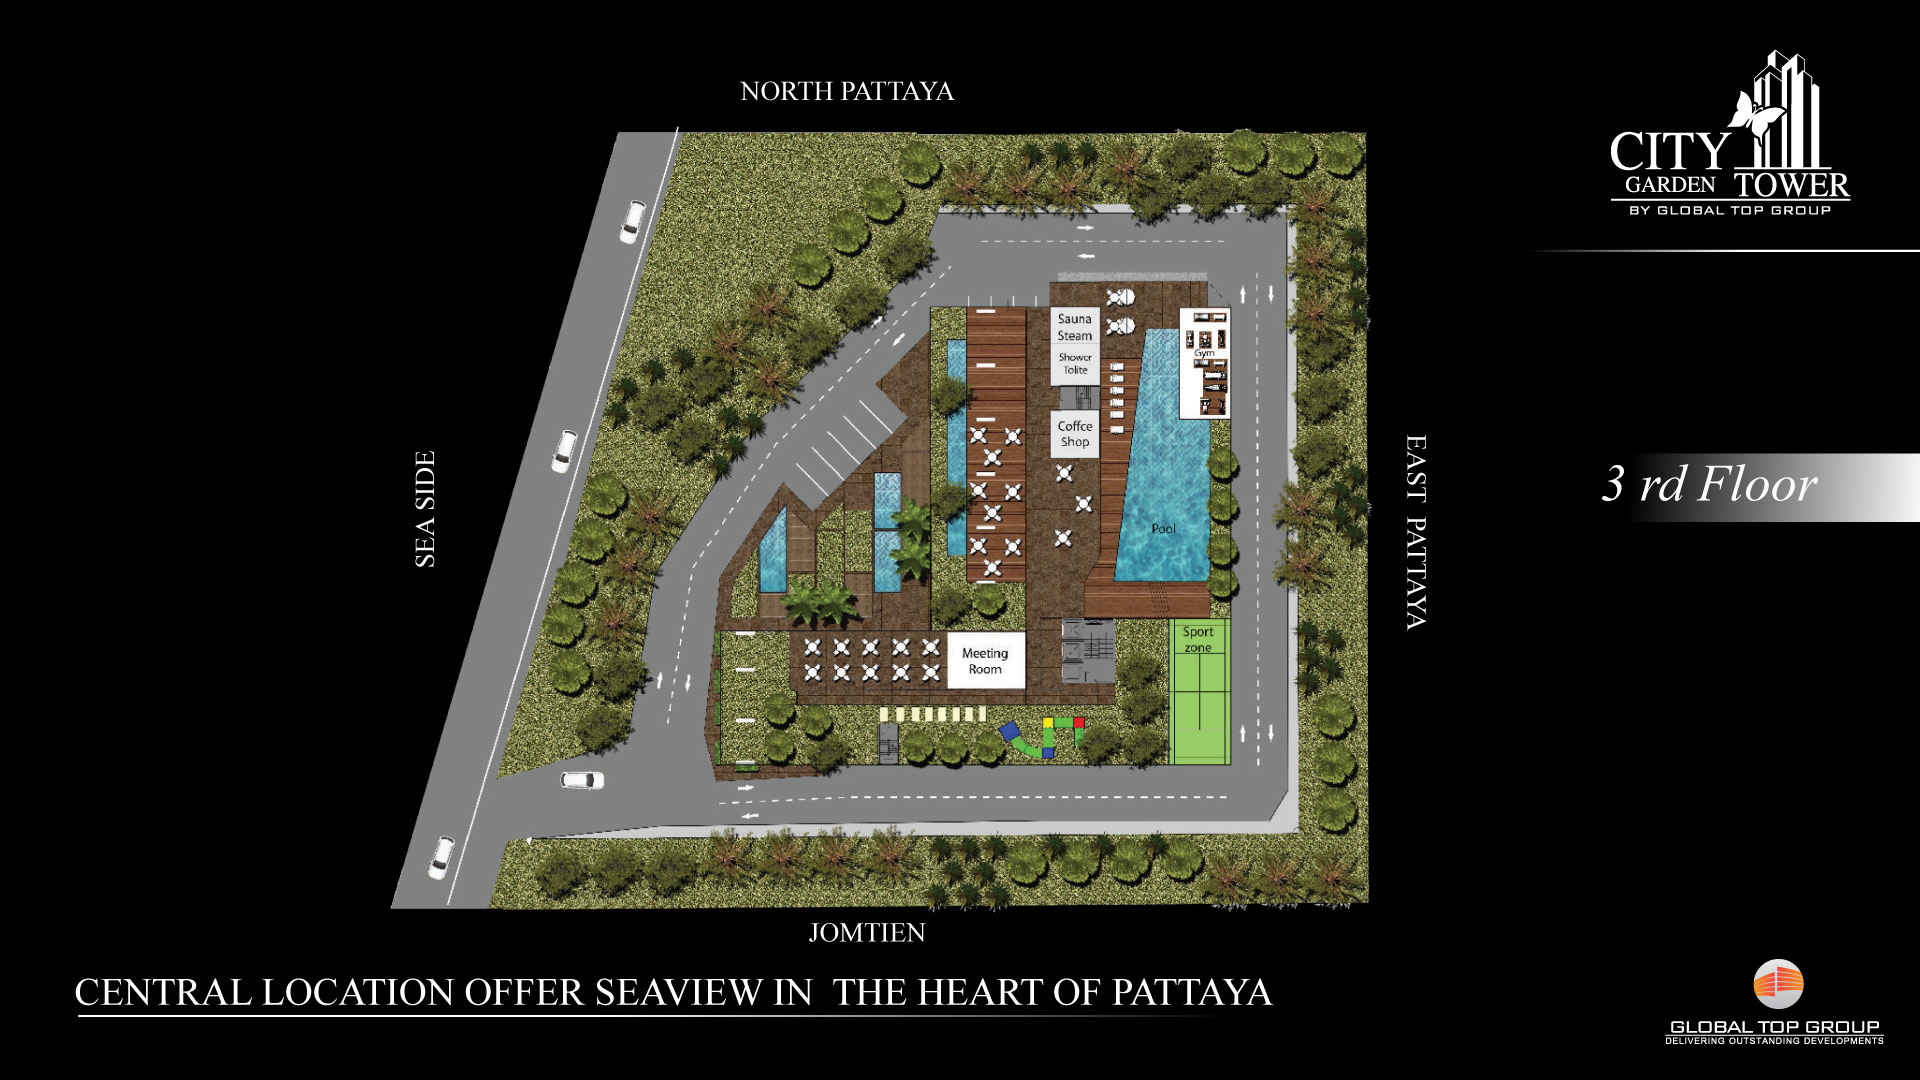 NORTH PATTAYA
CITY
GARDEN TOWER
BY GLOBAL TOP GROUP
Sauna
Steam
Shower
Tolite
Gym
Coffce
Shop
SEA SIDE
EAST PATTAYA
3 rd Floor
Pool
Meeting
Room
Sport
zone
JOMTIEN
CENTRAL LOCATION OFFER SEAVIEW IN THE HEART OF PATTAYA
GLOBAL TOP GROUP
DELIVERING OUTSTANDING DEVELOPMENTS